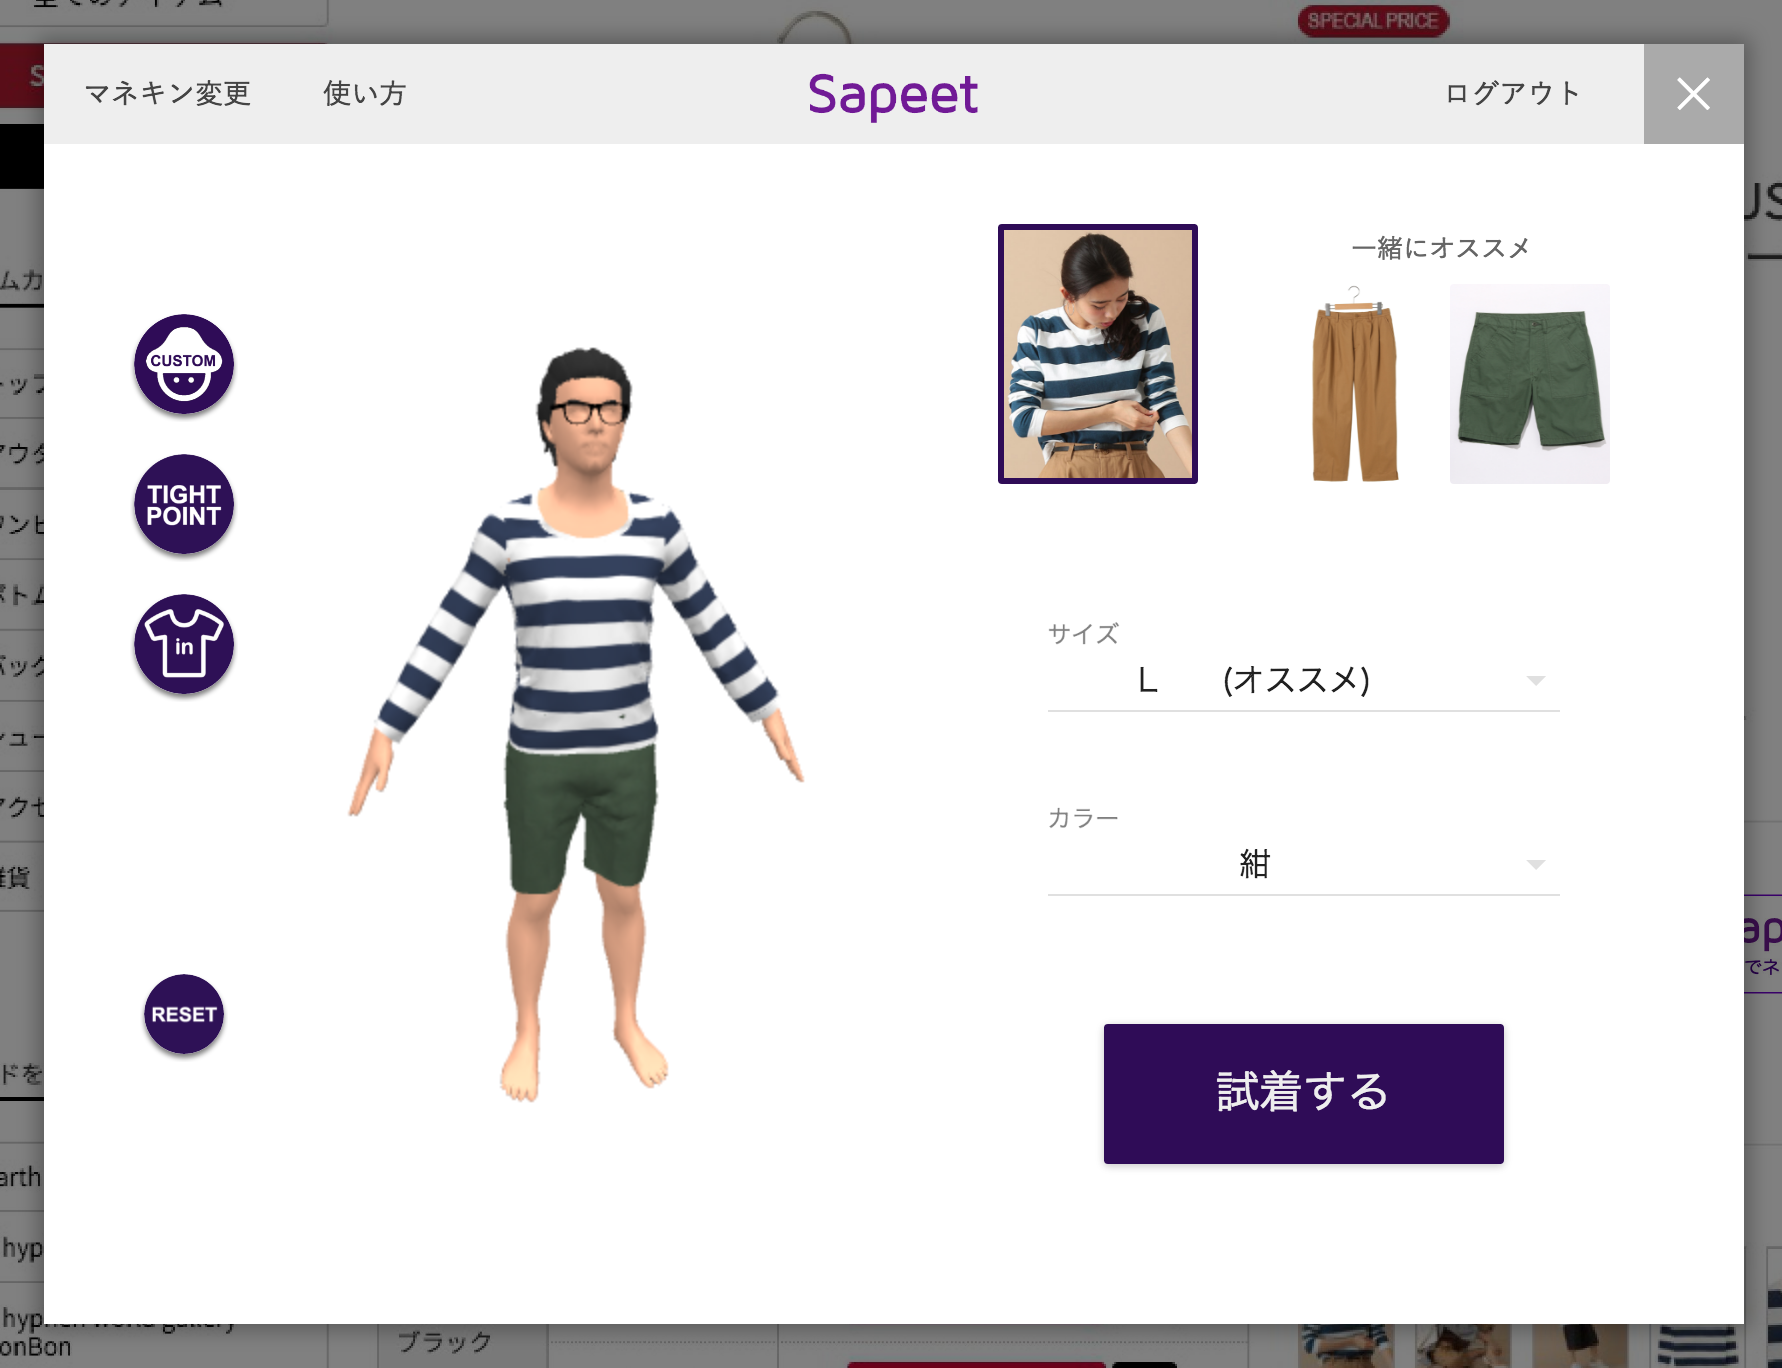 SPECIAL PRICE
マネキン変更
使い方
Sapeet
ログアウト
一緒にオススメ
CUSTOM
TIGHT
POINT
in
RESET
サイズ
L (オススメ)
カラー
紺
試着する
ブラック
onBon